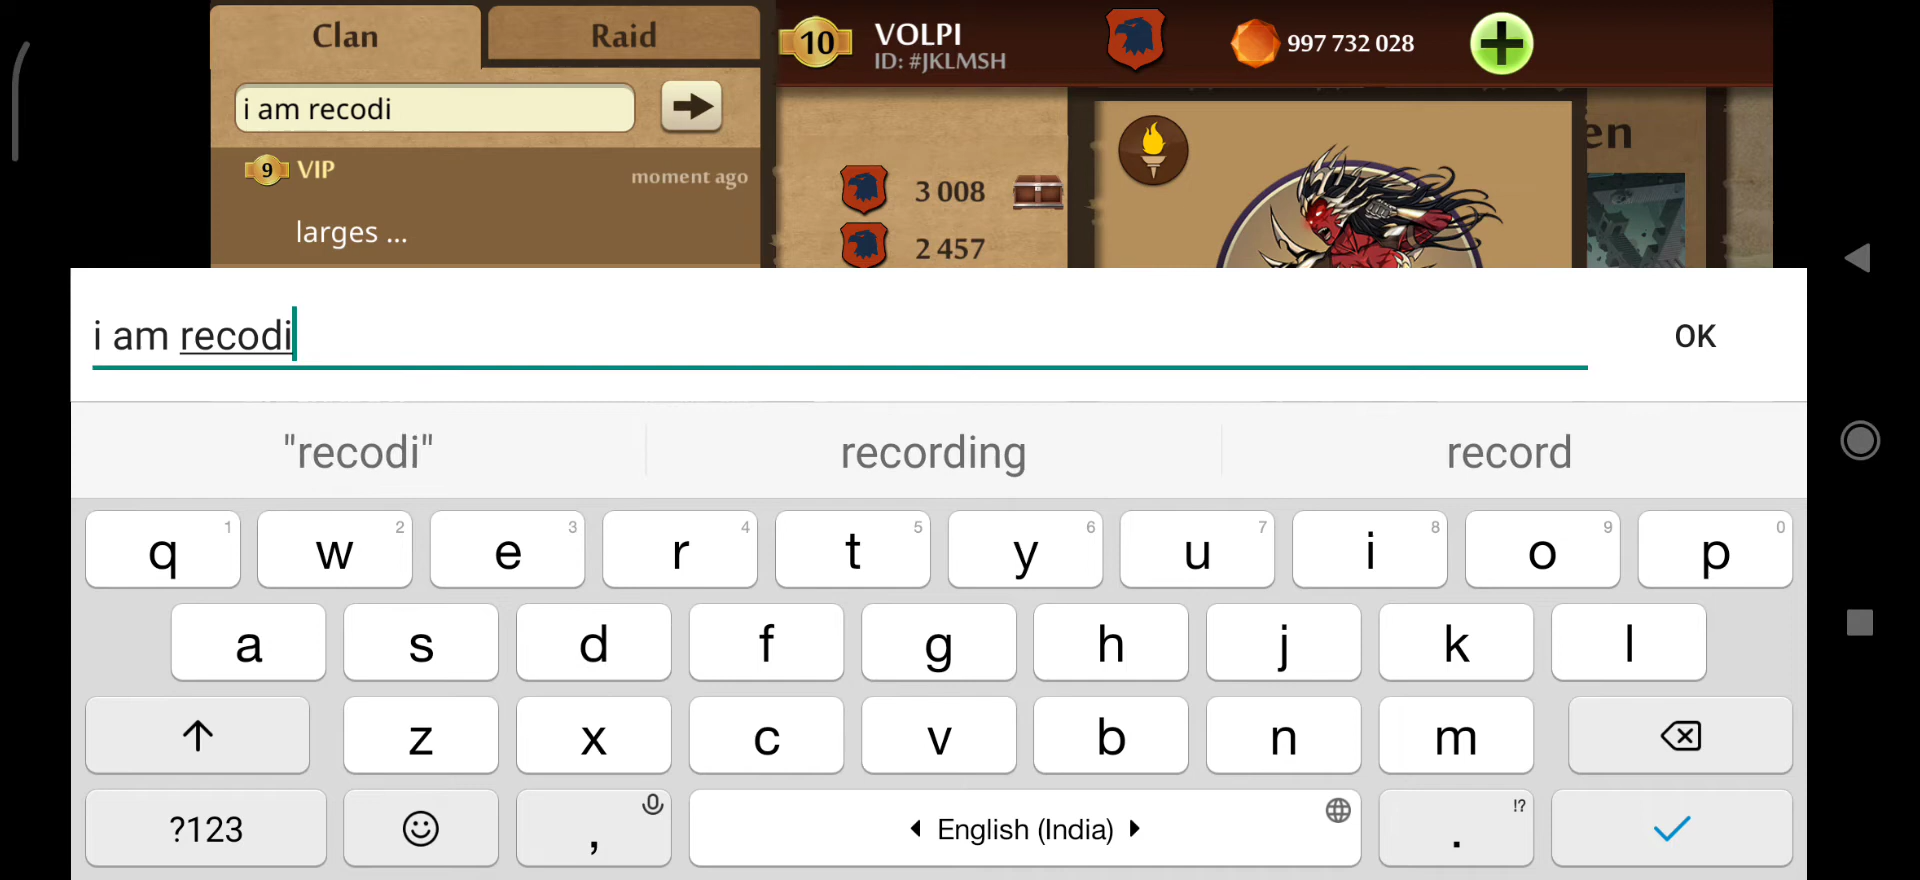 Clan
Raid
10
VOLPI
ID: #JKLMSH
997 732 028
i am recodi
9 VIP
moment ago
larges ...
3 008
2 457
en
i am recodi
OK
"recodi"
recording
record
q 1 w 2 e 3 r 4 t 5 y 6 u 7 i 8 o 9 p 0
a s d f g h j k l
z x c v b n m
?123 , English (India) . !?